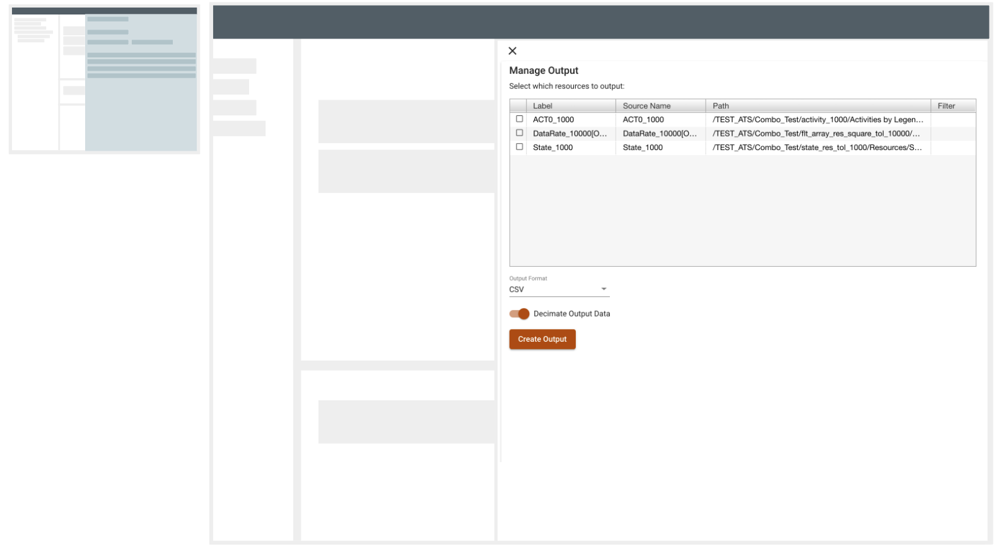 Manage Output
Select which resources to output:
Label Source Name Path Filter
ACT0_1000 ACT0_1000 /TEST_ATS/Combo_Test/activity_1000/Activities by Legen...
DataRate_10000[O... DataRate_10000[O... /TEST_ATS/Combo_Test/flt_array_res_square_tol_10000/...
State_1000 State_1000 /TEST_ATS/Combo_Test/state_res_tol_1000/Resources/S...
Output Format
CSV
Decimate Output Data
Create Output